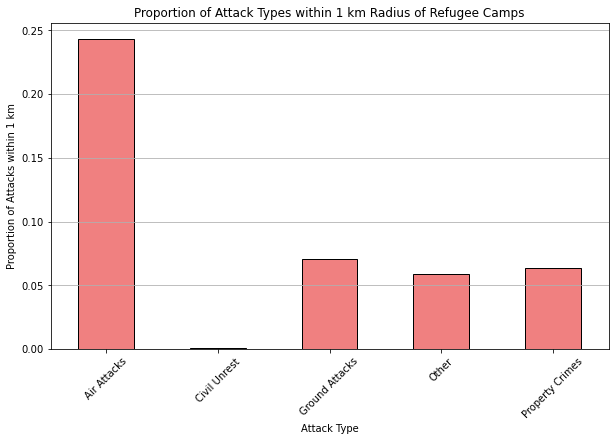 Proportion of Attack Types within 1 km Radius of Refugee Camps
Proportion of Attacks within 1 km
0.25
0.20
0.15
0.10
0.05
0.00
Air Attacks
Civil Unrest
Ground Attacks
Other
Property Crimes
Attack Type